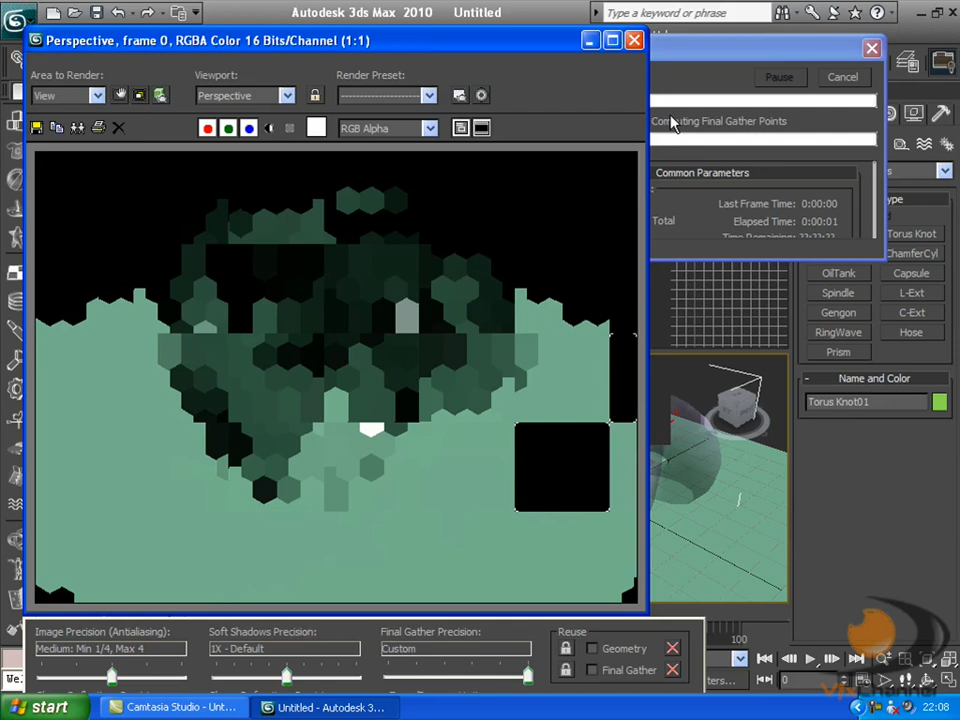 Autodesk 3ds Max 2010 Untitled
Type a keyword or phrase
Perspective, frame 0, RGBA Color 16 Bits/Channel (1:1)
Area to Render:
Viewport:
Render Preset:
View
Perspective
RGB Alpha
Pause
Cancel
Computing Final Gather Points
Common Parameters
Last Frame Time: 0:00:00
Total
Elapsed Time: 0:00:01
Time Remaining: ??:??:??
Torus Knot
ChamferCyl
OilTank
Capsule
Spindle
L-Ext
Gengon
C-Ext
RingWave
Hose
Prism
- Name and Color
Torus Knot01
Image Precision (Antialiasing):
Soft Shadows Precision:
Final Gather Precision:
Reuse
Medium: Min 1/4, Max 4
1X - Default
Custom
Geometry
Final Gather
100
0
start
Camtasia Studio - Unt...
Untitled - Autodesk 3...
22:08